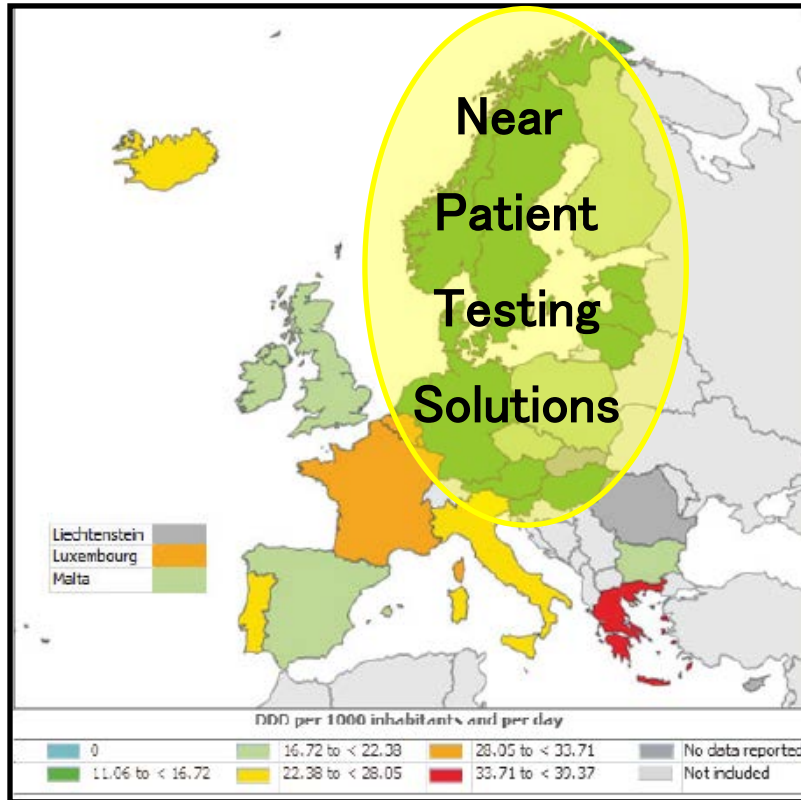 Near
Patient
Testing
Solutions
Liechtenstein
Luxembourg
Malta
DDD per 1000 inhabitants and per day
0
16.72 to < 22.38
28.05 to < 33.71
No data reported
11.06 to < 16.72
22.38 to < 28.05
33.71 to < 39.37
Not included